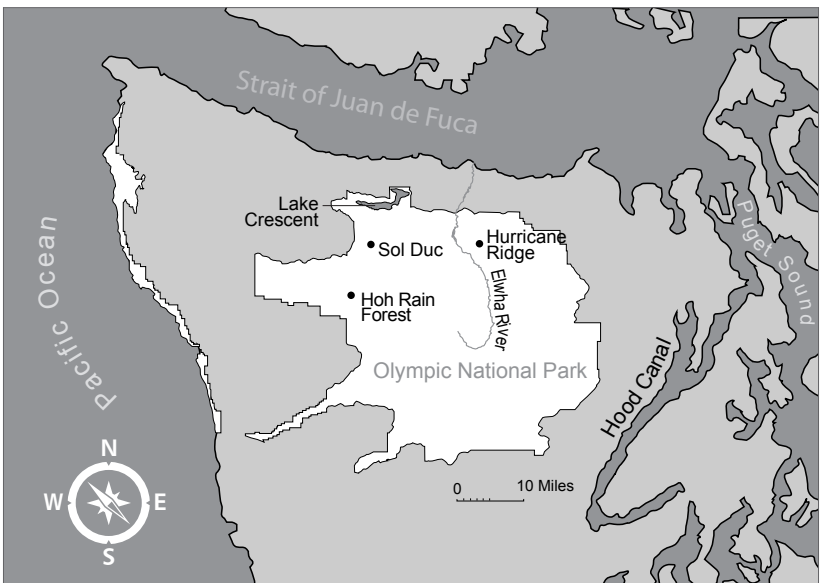 Strait of Juan de Fuca
Lake
Crescent
Sol Duc
Hurricane
Ridge
Hoh Rain
Forest
Elwha River
Olympic National Park
Pacific Ocean
Puget Sound
Hood Canal
N
W
E
S
0
10 Miles